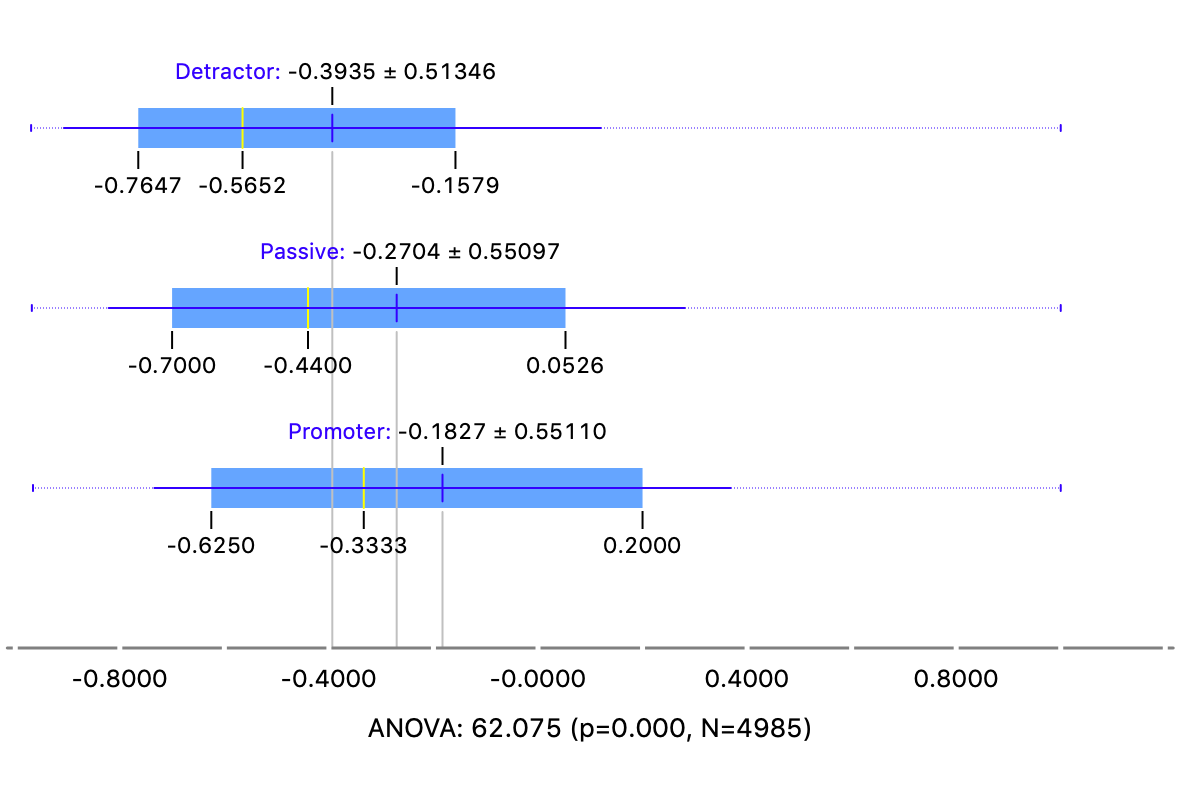 Detractor: -0.3935 ± 0.51346
-0.7647 -0.5652 -0.1579
Passive: -0.2704 ± 0.55097
-0.7000 -0.4400 0.0526
Promoter: -0.1827 ± 0.55110
-0.6250 -0.3333 0.2000
-0.8000 -0.4000 -0.0000 0.4000 0.8000
ANOVA: 62.075 (p=0.000, N=4985)